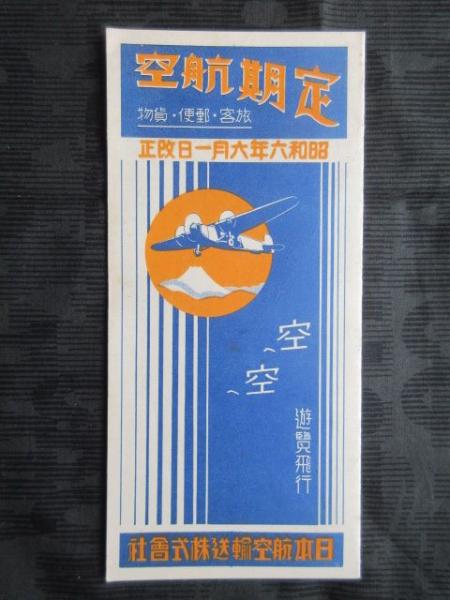 定期航空
旅客・郵便・貨物
昭和六年六月一日改正
空へ
空へ
遊覧飛行
日本航空輸送株式會社